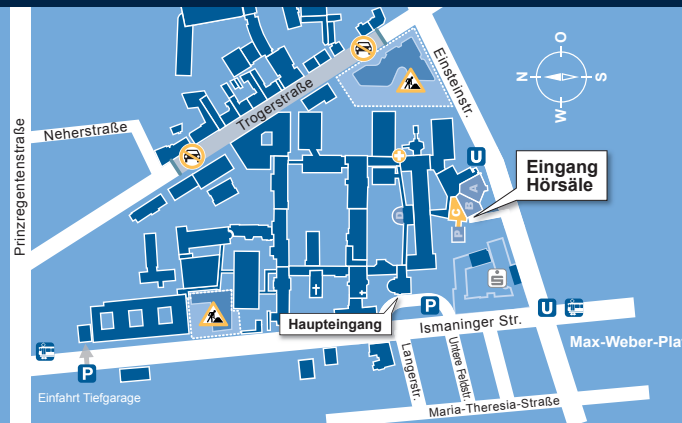 O
N
S
W
Einsteinstr.
Trogerstraße
Neherstraße
Prinzregentenstraße
U
Eingang
Hörsäle
A
B
C
D
P
S
Haupteingang
P
U
Ismaninger Str.
Max-Weber-Pla
Langerstr.
Untere Feldstr.
P
Einfahrt Tiefgarage
Maria-Theresia-Straße